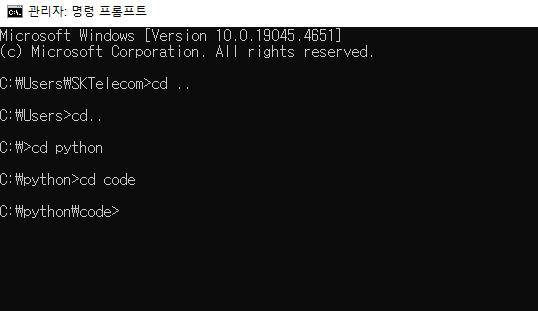 관리자: 명령 프롬프트
Microsoft Windows [Version 10.0.19045.4651]
(c) Microsoft Corporation. All rights reserved.
C:₩Users₩SKTelecom>cd ..
C:₩Users>cd..
C:₩>cd python
C:₩python>cd code
C:₩python₩code>